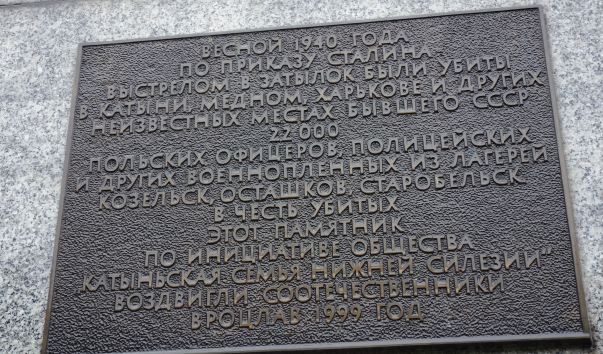 ВЕСНОЙ 1940 ГОДА
ПО ПРИКАЗУ СТАЛИНА
ВЫСТРЕЛОМ В ЗАТЫЛОК БЫЛИ УБИТЫ
В КАТЫНИ, МЕДНОМ, ХАРЬКОВЕ И ДРУГИХ
НЕИЗВЕСТНЫХ МЕСТАХ БЫВШЕГО СССР
22.000
ПОЛЬСКИХ ОФИЦЕРОВ, ПОЛИЦЕЙСКИХ
И ДРУГИХ ВОЕННОПЛЕННЫХ ИЗ ЛАГЕРЕЙ
КОЗЕЛЬСК, ОСТАШКОВ, СТАРОБЕЛЬСК.
В ЧЕСТЬ УБИТЫХ
ЭТОТ ПАМЯТНИК
ПО ИНИЦИАТИВЕ ОБЩЕСТВА
КАТЫНЬСКАЯ СЕМЬЯ НИЖНЕЙ СИЛЕЗИИ"
ВОЗДВИГЛИ СООТЕЧЕСТВЕННИКИ
ВРОЦЛАВ 1999 ГОД